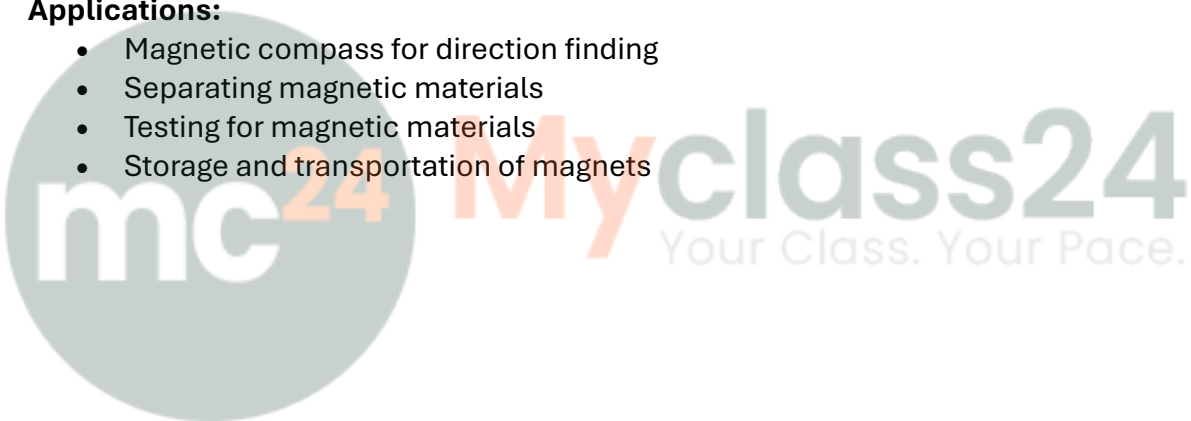 Applications:
• Magnetic compass for direction finding
• Separating magnetic materials
• Testing for magnetic materials
• Storage and transportation of magnets
mc24
Myclass24
Your Class. Your Pace.